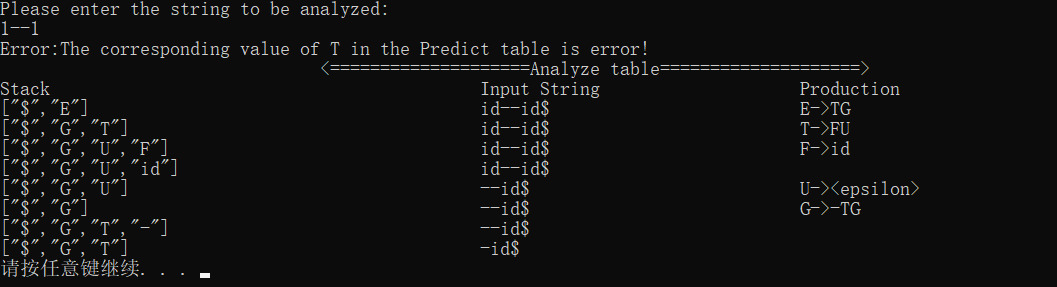 Please enter the string to be analyzed:
1--1
Error:The corresponding value of T in the Predict table is error!
<====================Analyze table====================>
Stack Input String Production
["$","E"] id--id$ E->TG
["$","G","T"] id--id$ T->FU
["$","G","U","F"] id--id$ F->id
["$","G","U","id"] id--id$
["$","G","U"] --id$ U-><epsilon>
["$","G"] --id$ G->-TG
["$","G","T","-"] --id$
["$","G","T"] -id$
请按任意键继续. . .